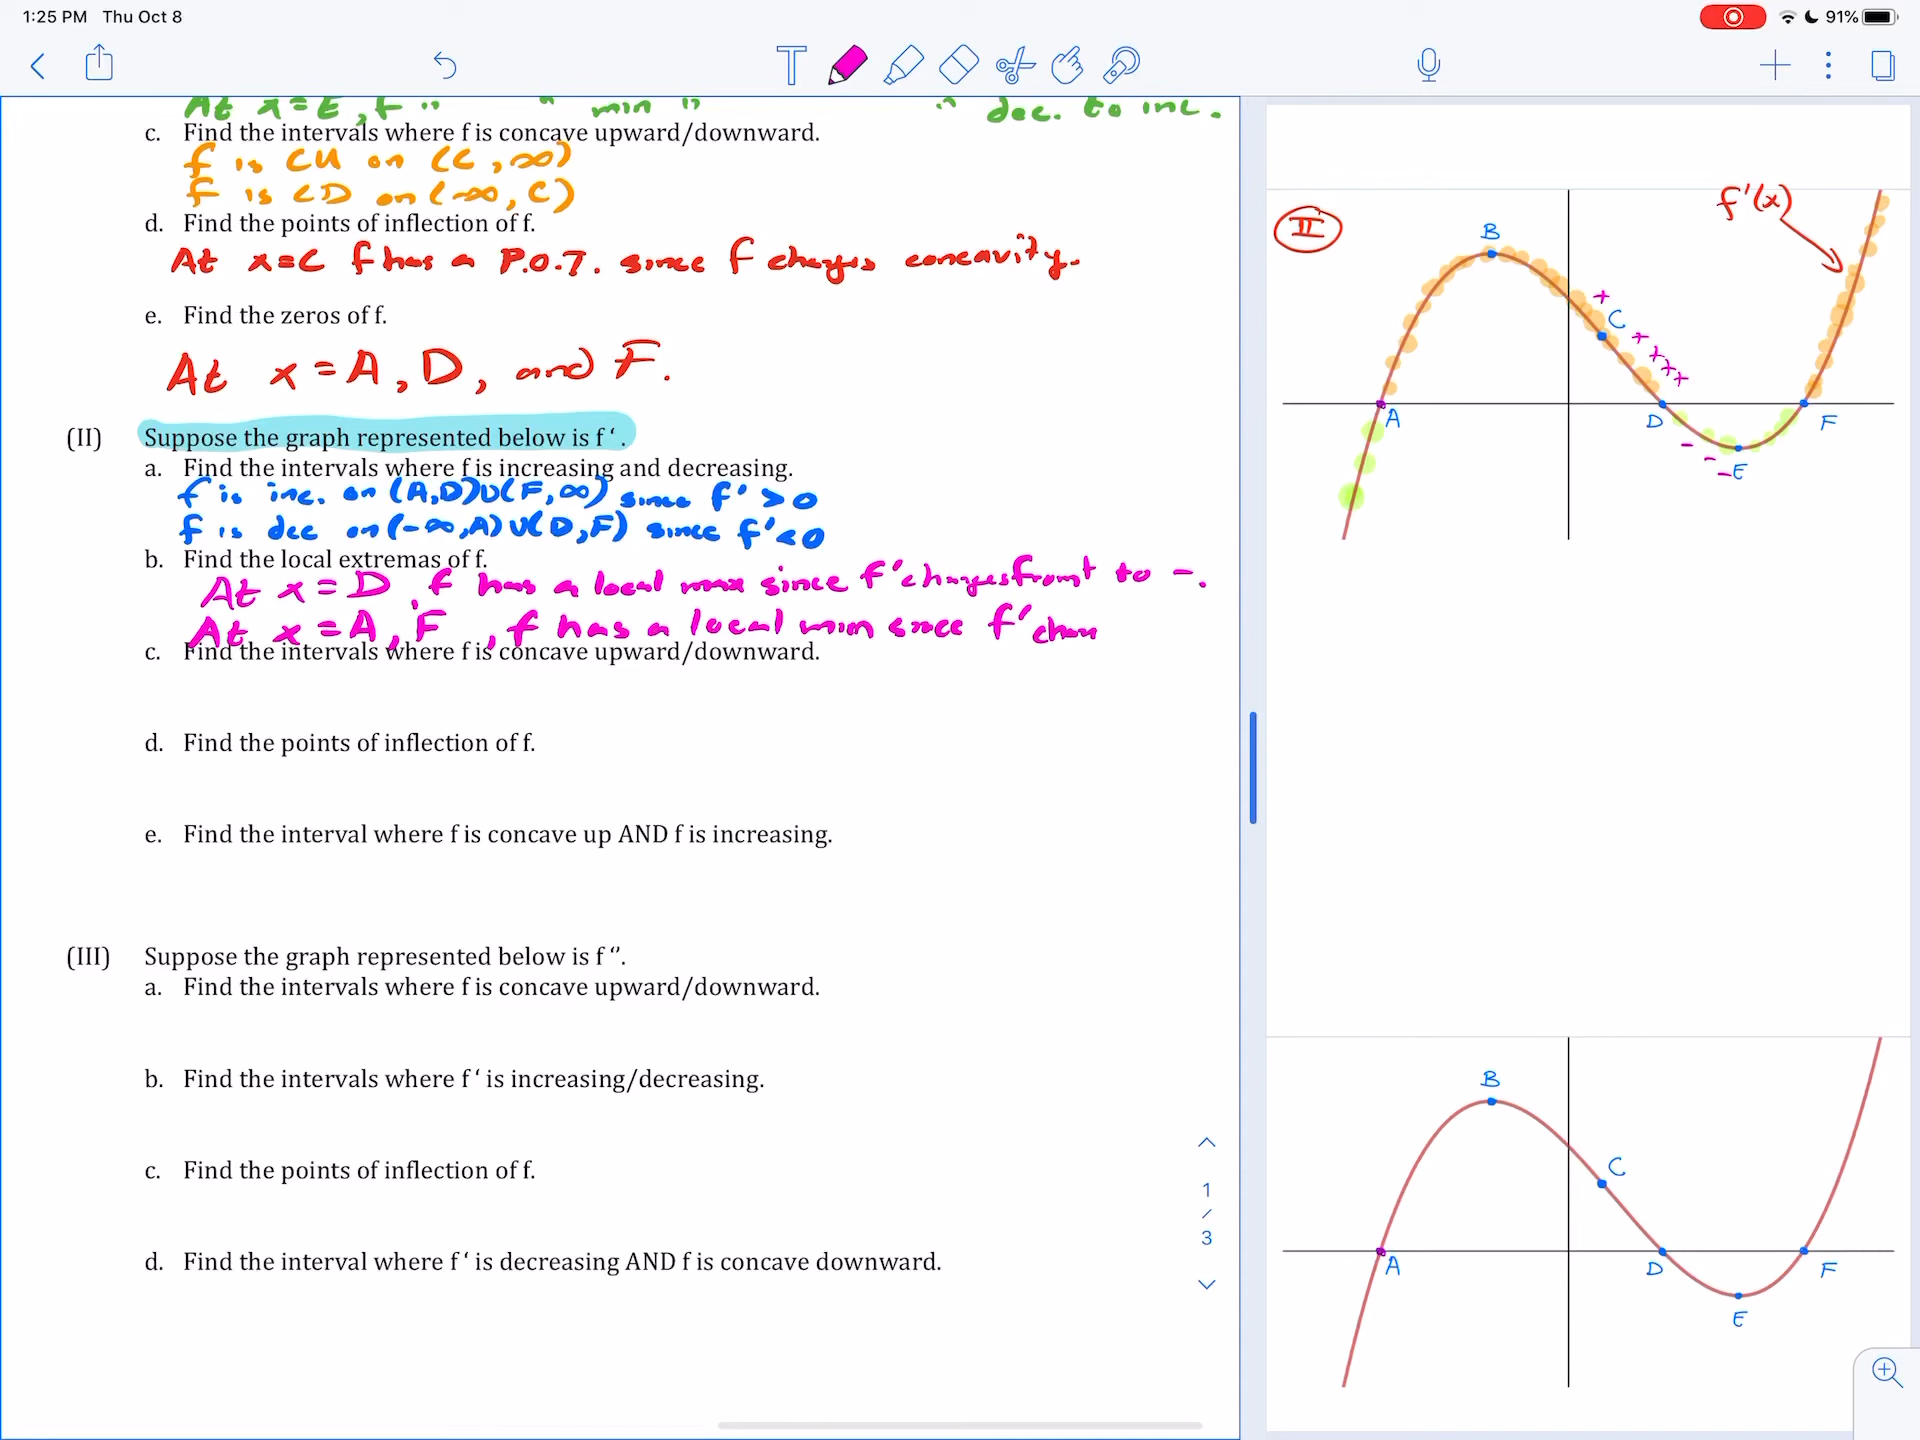 1:25 PM Thu Oct 8
91%
At x=E, f " " min " " dec. to inc.
c. Find the intervals where f is concave upward/downward.
f is CU on (C, ∞)
f is CD on (-∞, C)
d. Find the points of inflection of f.
At x=C f has a P.O.I. since f changes concavity.
e. Find the zeros of f.
At x = A, D, and F.
(II) Suppose the graph represented below is f ‘.
a. Find the intervals where f is increasing and decreasing.
f is inc. on (A,D)∪(F,∞) since f' > 0
f is dec on (-∞,A)∪(D,F) since f' < 0
b. Find the local extremas of f.
At x = D, f has a local max since f' changes from + to -.
At x = A, F, f has a local min since f' chan
c. Find the intervals where f is concave upward/downward.
d. Find the points of inflection of f.
e. Find the interval where f is concave up AND f is increasing.
(III) Suppose the graph represented below is f ‘’.
a. Find the intervals where f is concave upward/downward.
b. Find the intervals where f ‘ is increasing/decreasing.
c. Find the points of inflection of f.
d. Find the interval where f ‘ is decreasing AND f is concave downward.
1
/
3
II
f'(x)
B
+
C
+ + + + +
A
D
F
- - -
E
B
C
A
D
F
E